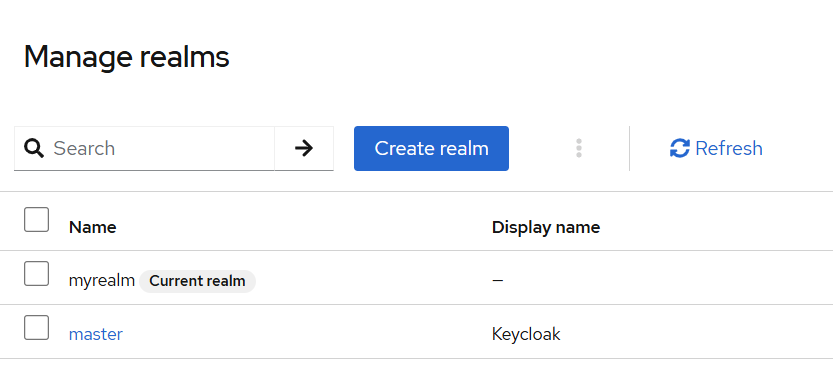 Manage realms
Search Create realm Refresh
Name Display name
myrealm Current realm –
master Keycloak